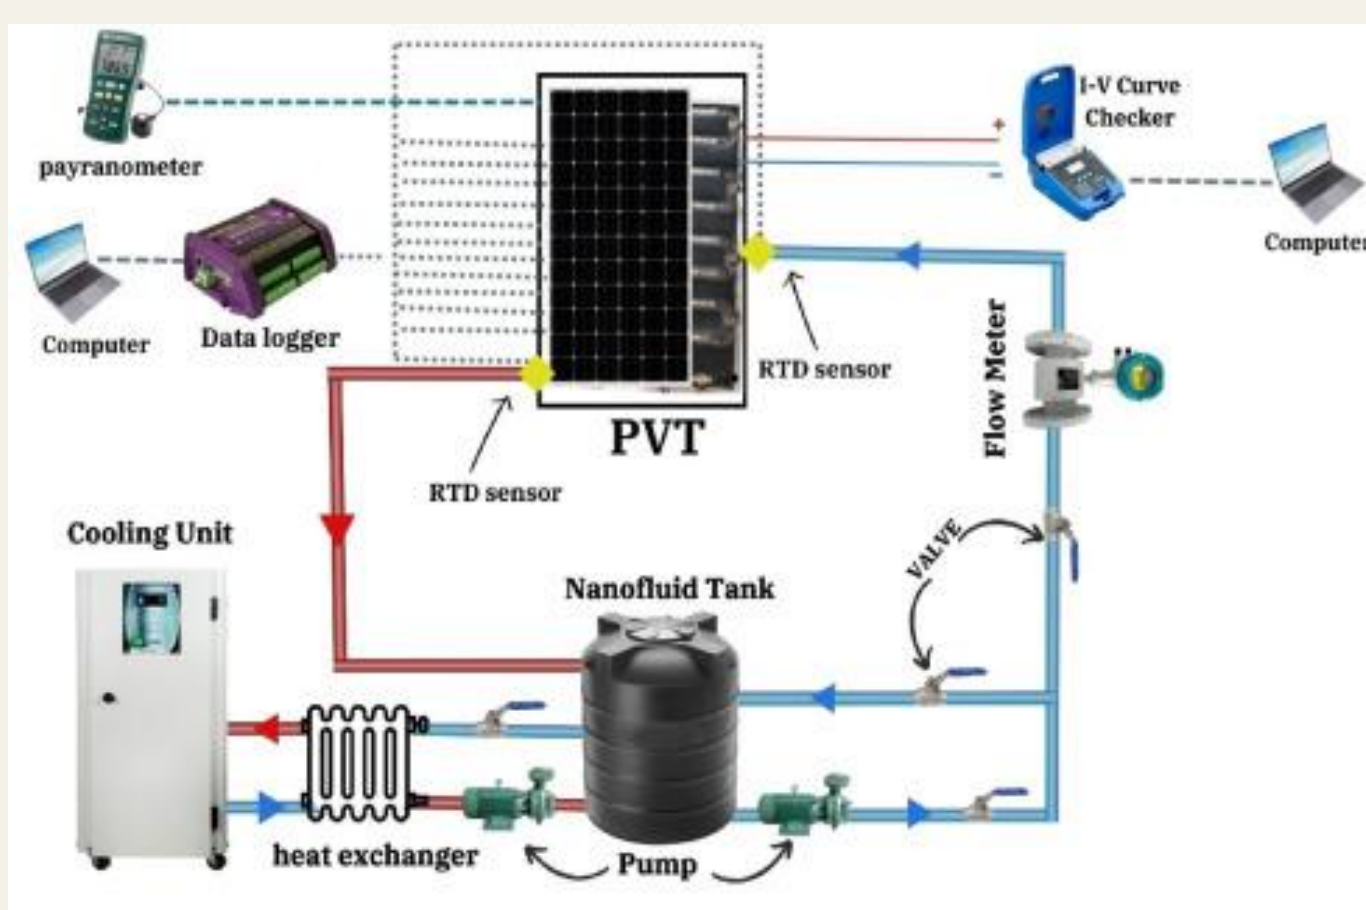 I-V Curve
Checker
payranometer
Computer
Computer
Data logger
RTD sensor
PVT
Flow Meter
RTD sensor
Cooling Unit
VALVE
Nanofluid Tank
heat exchanger
Pump
+
-